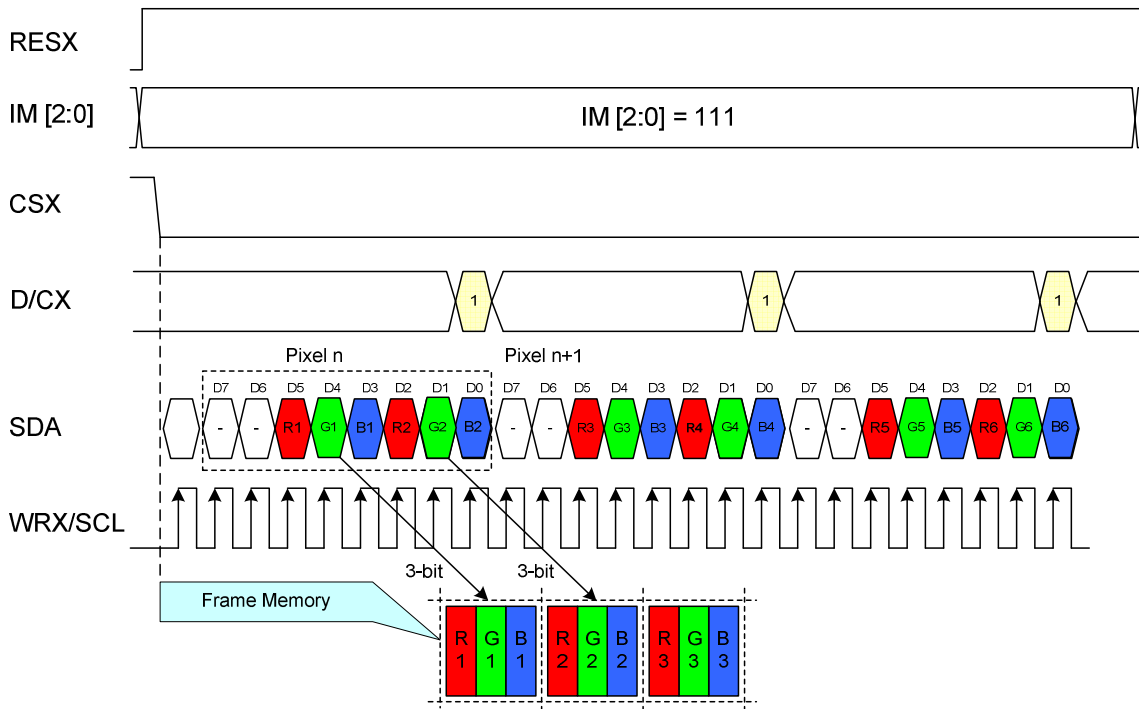 RESX
IM [2:0]
IM [2:0] = 111
CSX
D/CX
1 1 1
Pixel n Pixel n+1
D7 D6 D5 D4 D3 D2 D1 D0 D7 D6 D5 D4 D3 D2 D1 D0 D7 D6 D5 D4 D3 D2 D1 D0
SDA
- - R1 G1 B1 R2 G2 B2 - - R3 G3 B3 R4 G4 B4 - - R5 G5 B5 R6 G6 B6
WRX/SCL
3-bit 3-bit
Frame Memory
R G B R G B R G B
1 1 1 2 2 2 3 3 3